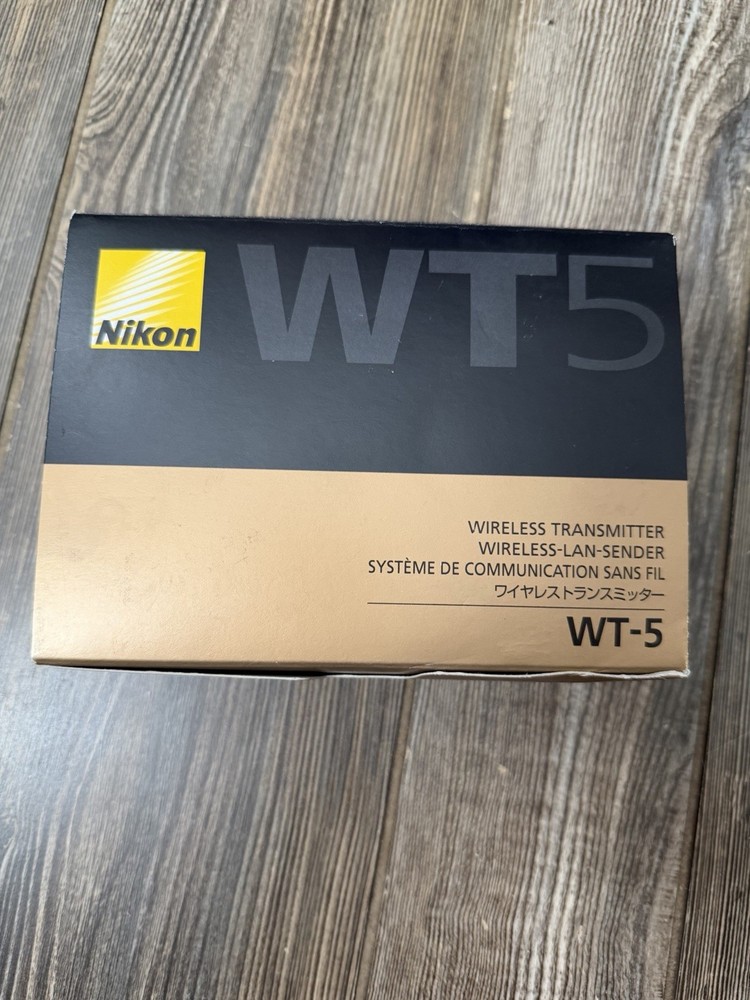 Nikon
WT5
WIRELESS TRANSMITTER
WIRELESS-LAN-SENDER
SYSTÈME DE COMMUNICATION SANS FIL
ワイヤレストランスミッター
WT-5